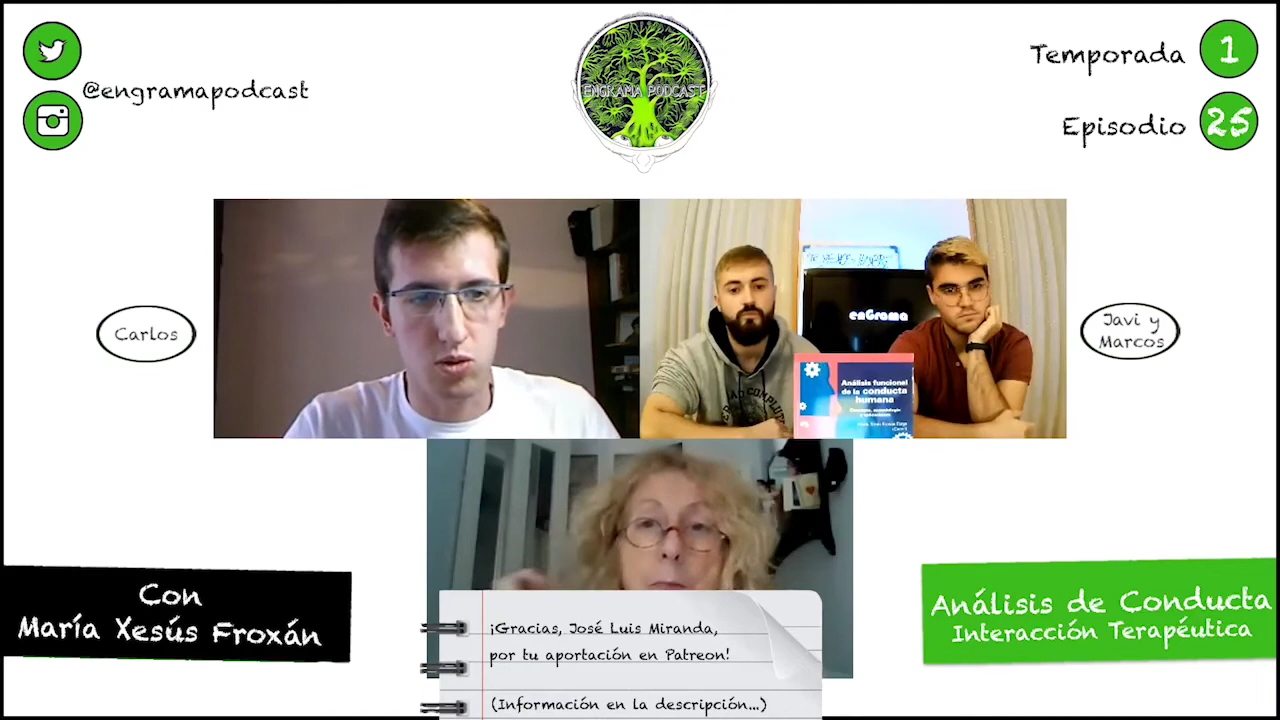 @engramapodcast
ENGRAMA PODCAST
Temporada 1
Episodio 25
Carlos
Javi y
Marcos
enGrama
Análisis funcional
de la conducta
humana
Con
María Xesús Froxán
Análisis de Conducta
Interacción Terapéutica
¡Gracias, José Luis Miranda,
por tu aportación en Patreon!
(Información en la descripción...)